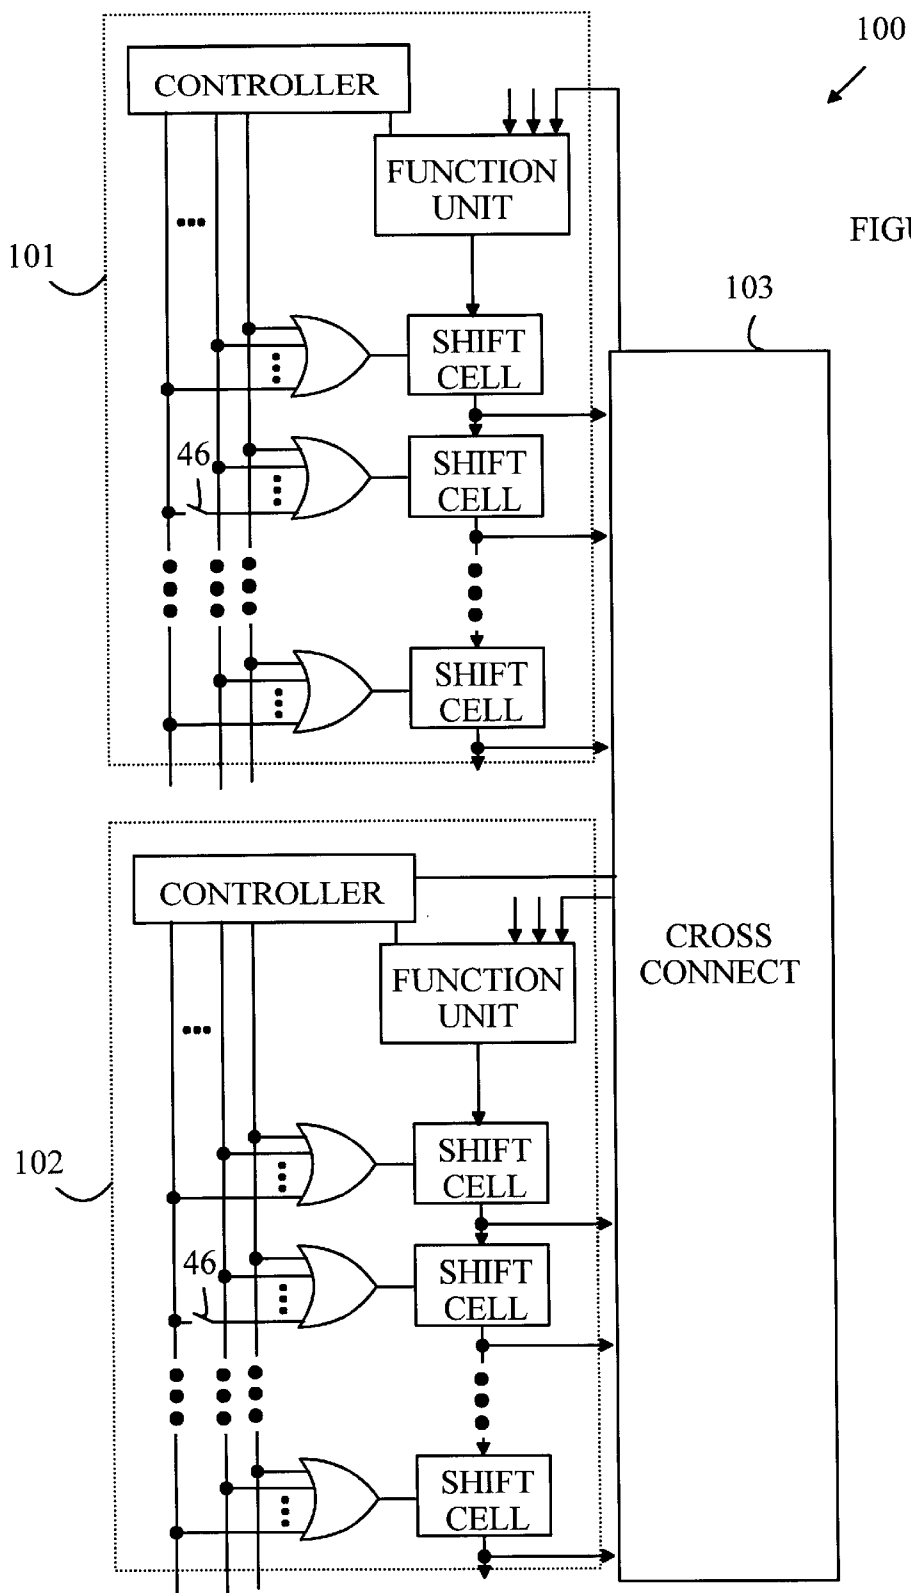 100
CONTROLLER
FUNCTION
UNIT
101
FIGU
103
SHIFT
CELL
46
SHIFT
CELL
SHIFT
CELL
CONTROLLER
CROSS
CONNECT
FUNCTION
UNIT
102
SHIFT
CELL
46
SHIFT
CELL
SHIFT
CELL